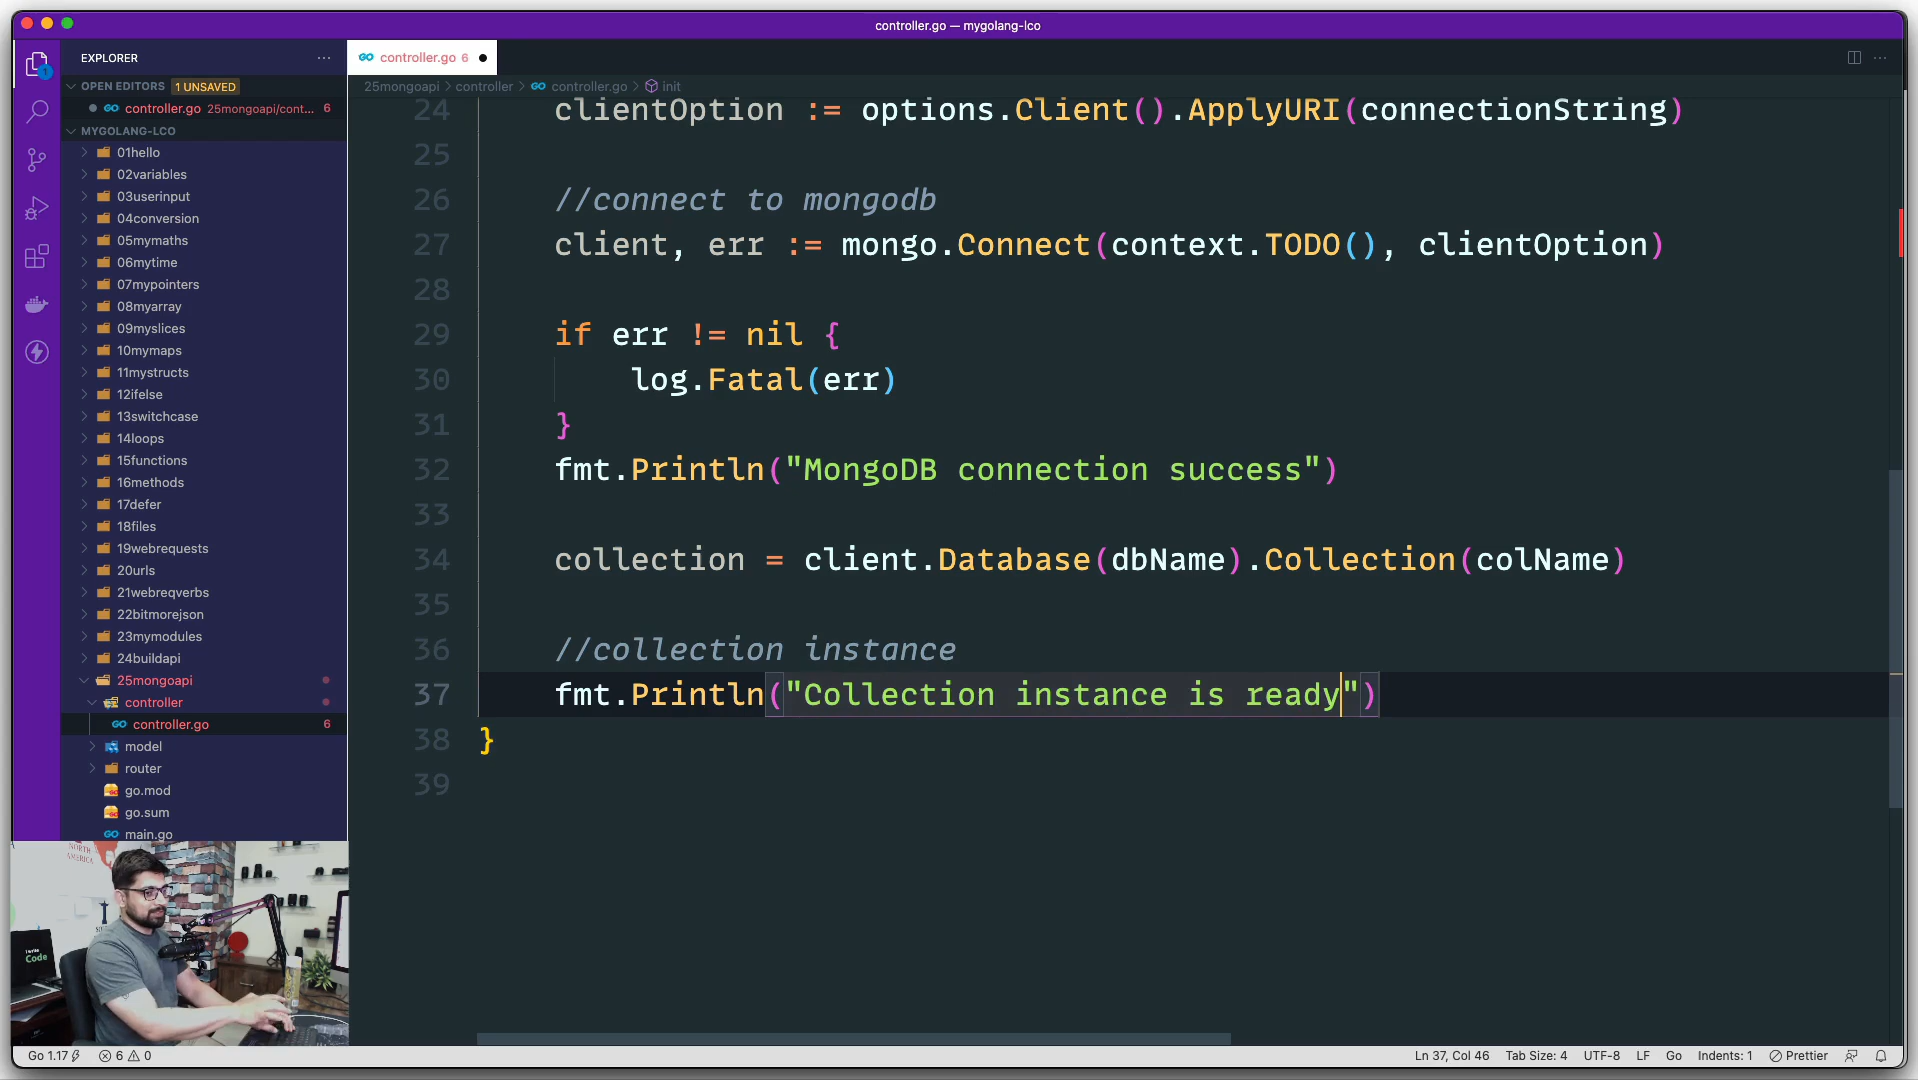 controller.go — mygolang-lco
EXPLORER
controller.go 6
OPEN EDITORS 1 UNSAVED
controller.go 25mongoapi/cont... 6
MYGOLANG-LCO
01hello
02variables
03userinput
04conversion
05mymaths
06mytime
07mypointers
08myarray
09myslices
10mymaps
11mystructs
12ifelse
13switchcase
14loops
15functions
16methods
17defer
18files
19webrequests
20urls
21webreqverbs
22bitmorejson
23mymodules
24buildapi
25mongoapi
controller
controller.go 6
model
router
go.mod
go.sum
main.go
25mongoapi > controller > controller.go > init
24 clientOption := options.Client().ApplyURI(connectionString)
25
26 //connect to mongodb
27 client, err := mongo.Connect(context.TODO(), clientOption)
28
29 if err != nil {
30 log.Fatal(err)
31 }
32 fmt.Println("MongoDB connection success")
33
34 collection = client.Database(dbName).Collection(colName)
35
36 //collection instance
37 fmt.Println("Collection instance is ready")
38 }
39
NORTH
AMERICA
Code
Go 1.17 6 0 Ln 37, Col 46 Tab Size: 4 UTF-8 LF Go Indents: 1 Prettier